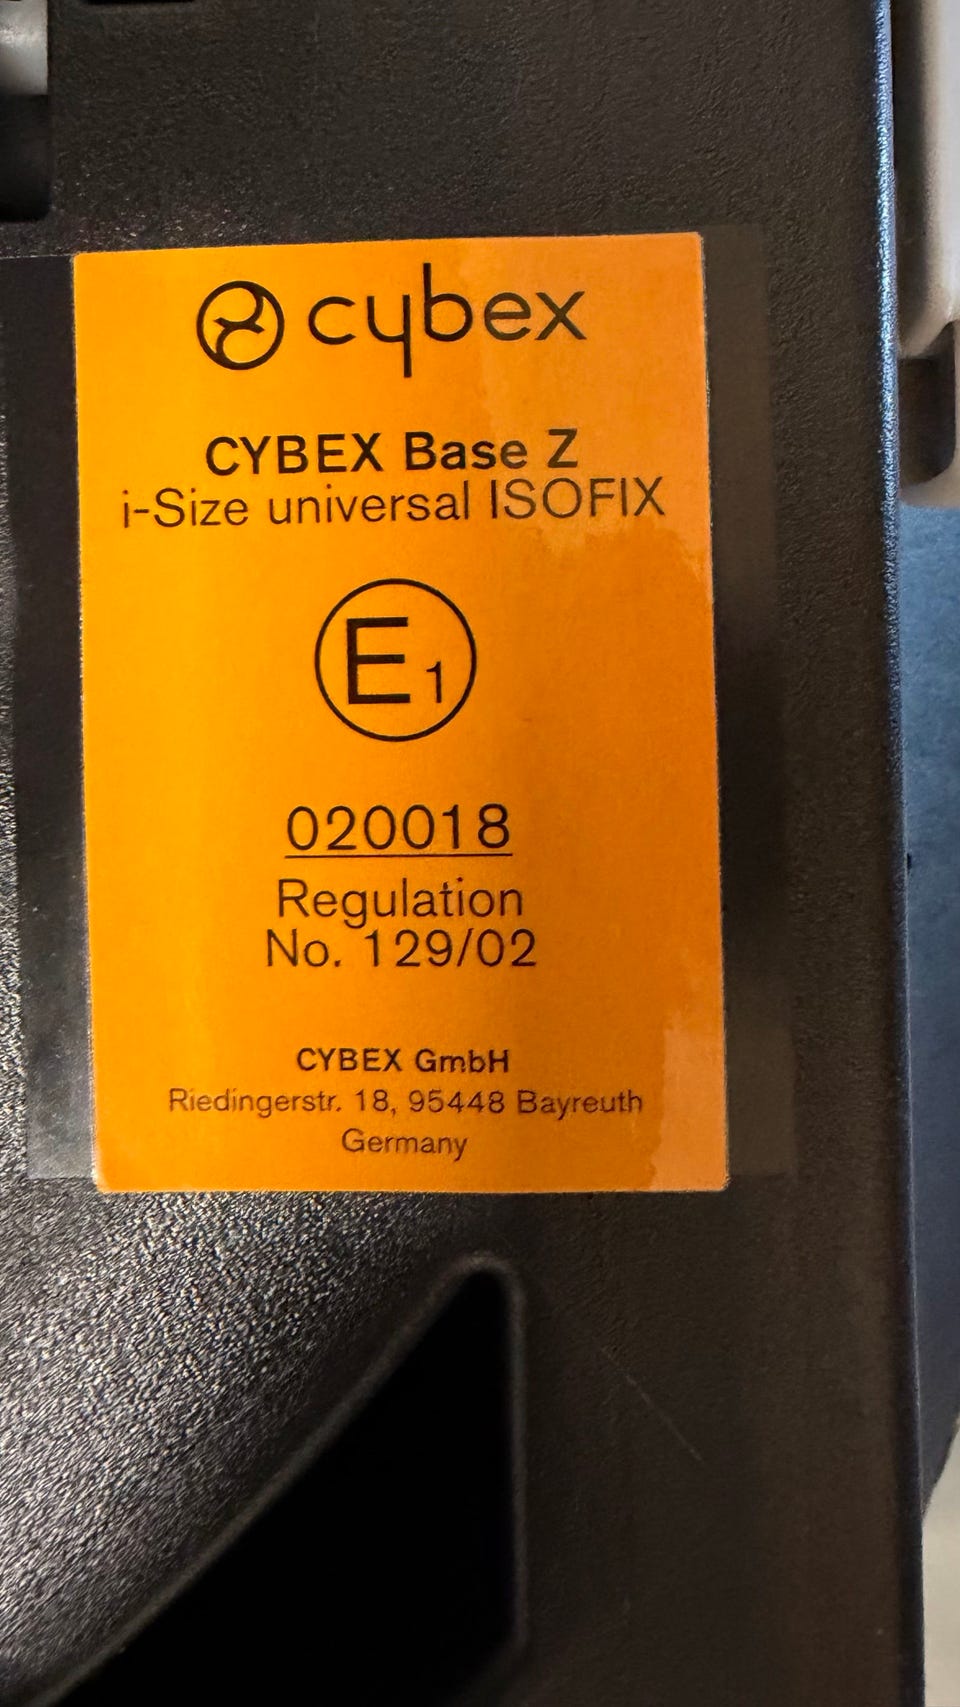 cybex
CYBEX Base Z
i-Size universal ISOFIX
E1
020018
Regulation
No. 129/02
CYBEX GmbH
Riedingerstr. 18, 95448 Bayreuth
Germany